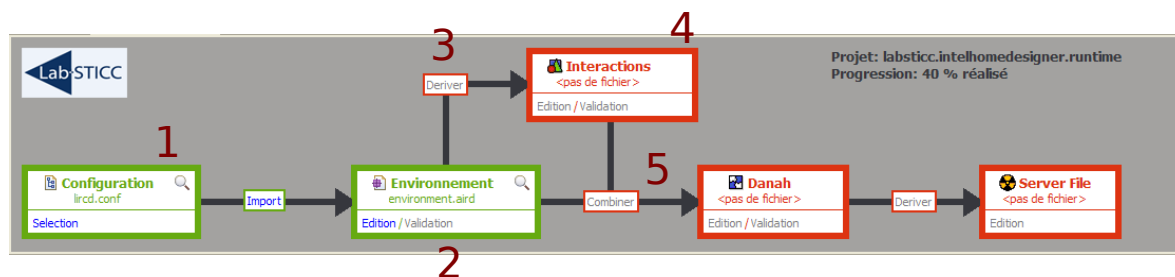 3
4
Lab-STICC
Interactions
<pas de fichier>
Edition / Validation
Projet: labsticc.intelhomedesigner.runtime
Progression: 40 % réalisé
Deriver
1
5
Configuration
lircd.conf
Selection
Import
Environnement
environment.aird
Edition / Validation
Combiner
Danah
<pas de fichier>
Edition / Validation
Deriver
Server File
<pas de fichier>
Edition
2